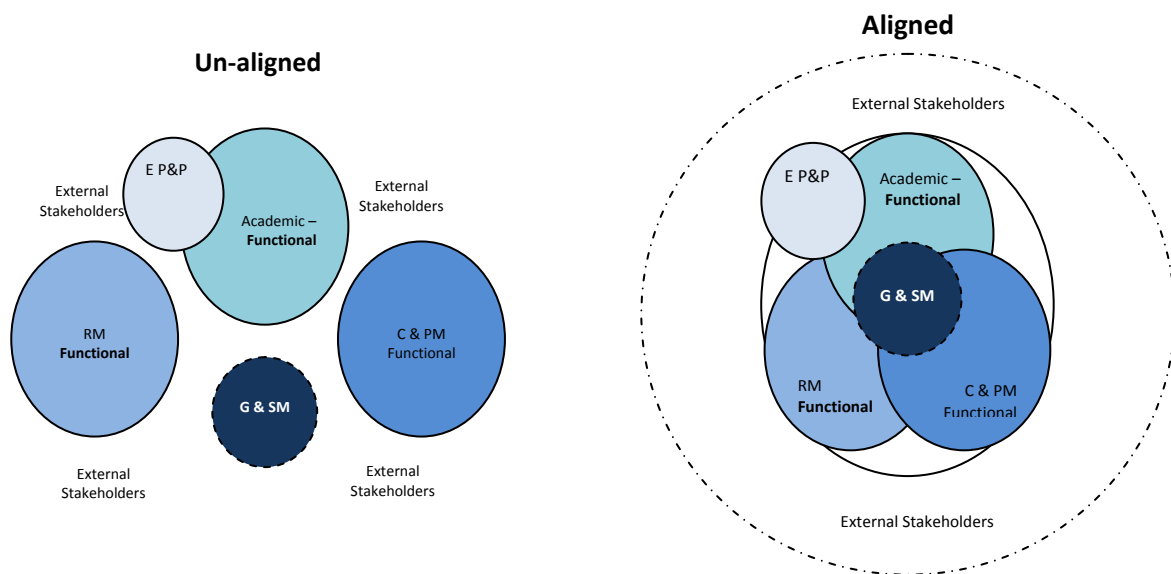 Un-aligned
E P&P
External
Stakeholders
External
Stakeholders
Academic –
Functional
RM
Functional
C & PM
Functional
G & SM
External
Stakeholders
External
Stakeholders
Aligned
External Stakeholders
E P&P
Academic –
Functional
G & SM
RM
Functional
C & PM
Functional
External Stakeholders